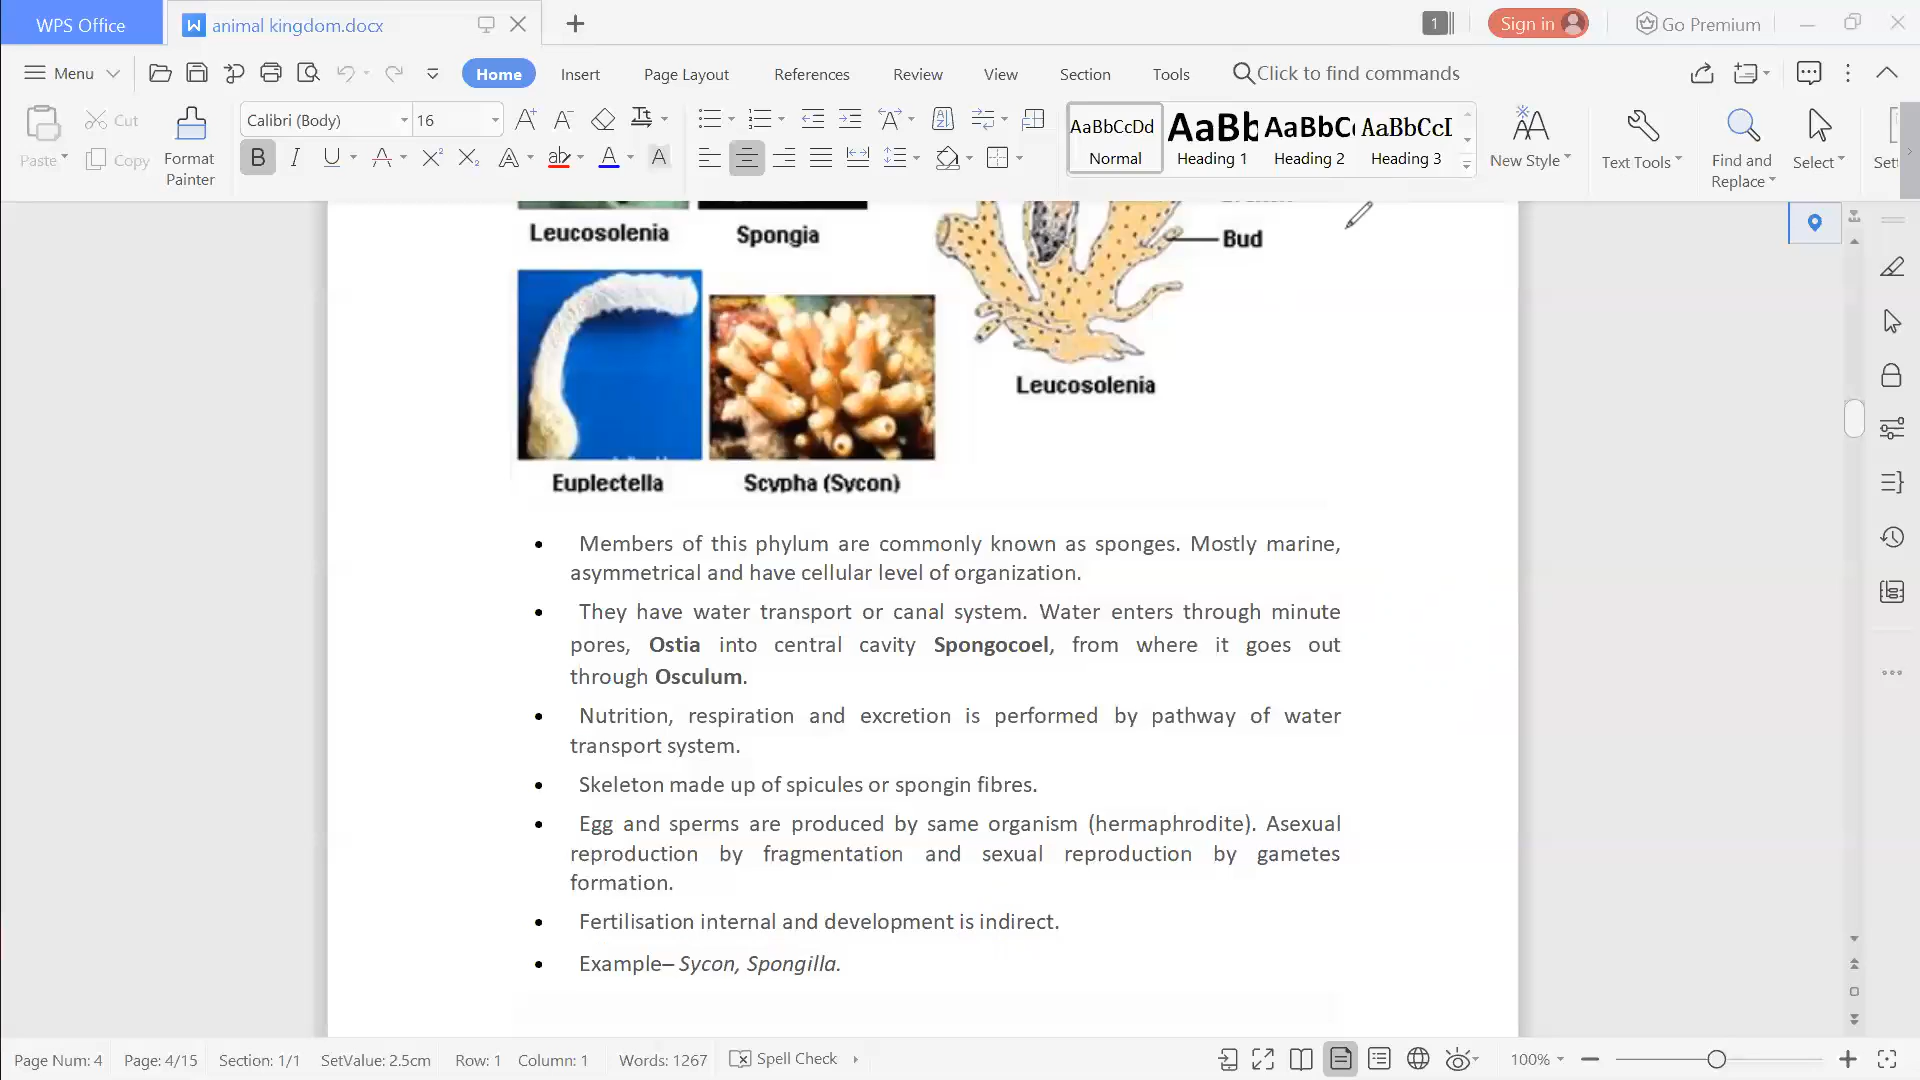 WPS Office
animal kingdom.docx
1
Sign in
Go Premium
Menu
Home
Insert
Page Layout
References
Review
View
Section
Tools
Click to find commands
Paste
Cut
Copy
Format
Painter
Calibri (Body)
16
AaBbCcDd
Normal
AaBb
Heading 1
AaBbC
Heading 2
AaBbCcI
Heading 3
New Style
Text Tools
Find and
Replace
Select
Leucosolenia
Spongia
Bud
Leucosolenia
Euplectella
Scypha (Sycon)
• Members of this phylum are commonly known as sponges. Mostly marine,
asymmetrical and have cellular level of organization.
• They have water transport or canal system. Water enters through minute
pores, Ostia into central cavity Spongocoel, from where it goes out
through Osculum.
• Nutrition, respiration and excretion is performed by pathway of water
transport system.
• Skeleton made up of spicules or spongin fibres.
• Egg and sperms are produced by same organism (hermaphrodite). Asexual
reproduction by fragmentation and sexual reproduction by gametes
formation.
• Fertilisation internal and development is indirect.
• Example– Sycon, Spongilla.
Page Num: 4
Page: 4/15
Section: 1/1
SetValue: 2.5cm
Row: 1
Column: 1
Words: 1267
Spell Check
100%